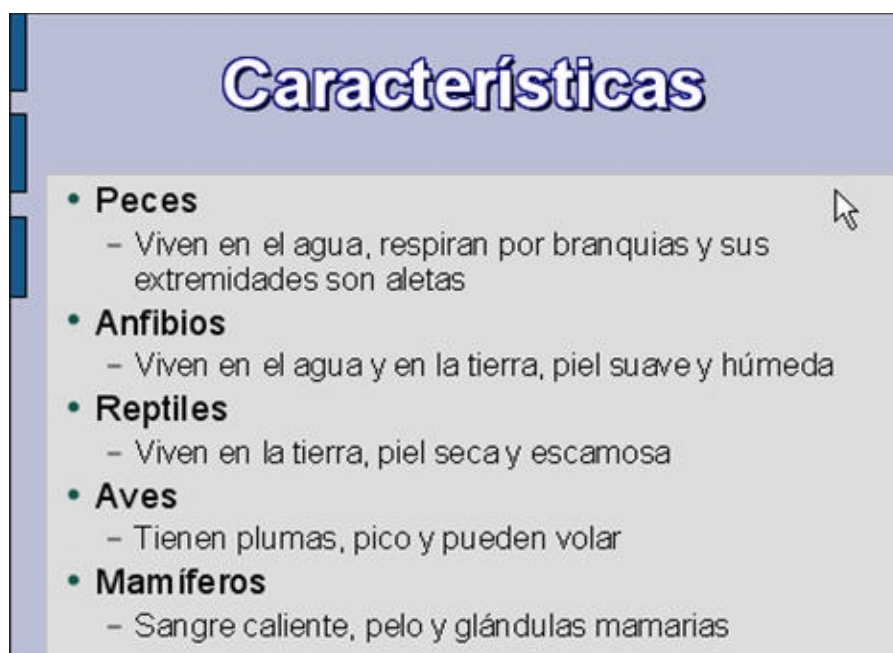 Características
• Peces
– Viven en el agua, respiran por branquias y sus
extremidades son aletas
• Anfibios
– Viven en el agua y en la tierra, piel suave y húmeda
• Reptiles
– Viven en la tierra, piel seca y escamosa
• Aves
– Tienen plumas, pico y pueden volar
• Mamíferos
– Sangre caliente, pelo y glándulas mamarias